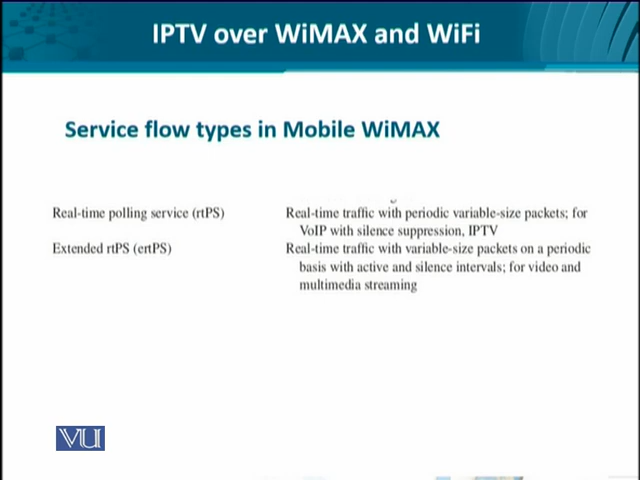 IPTV over WiMAX and WiFi
Service flow types in Mobile WiMAX
Real-time polling service (rtPS) Real-time traffic with periodic variable-size packets; for
VoIP with silence suppression, IPTV
Extended rtPS (ertPS) Real-time traffic with variable-size packets on a periodic
basis with active and silence intervals; for video and
multimedia streaming
VU